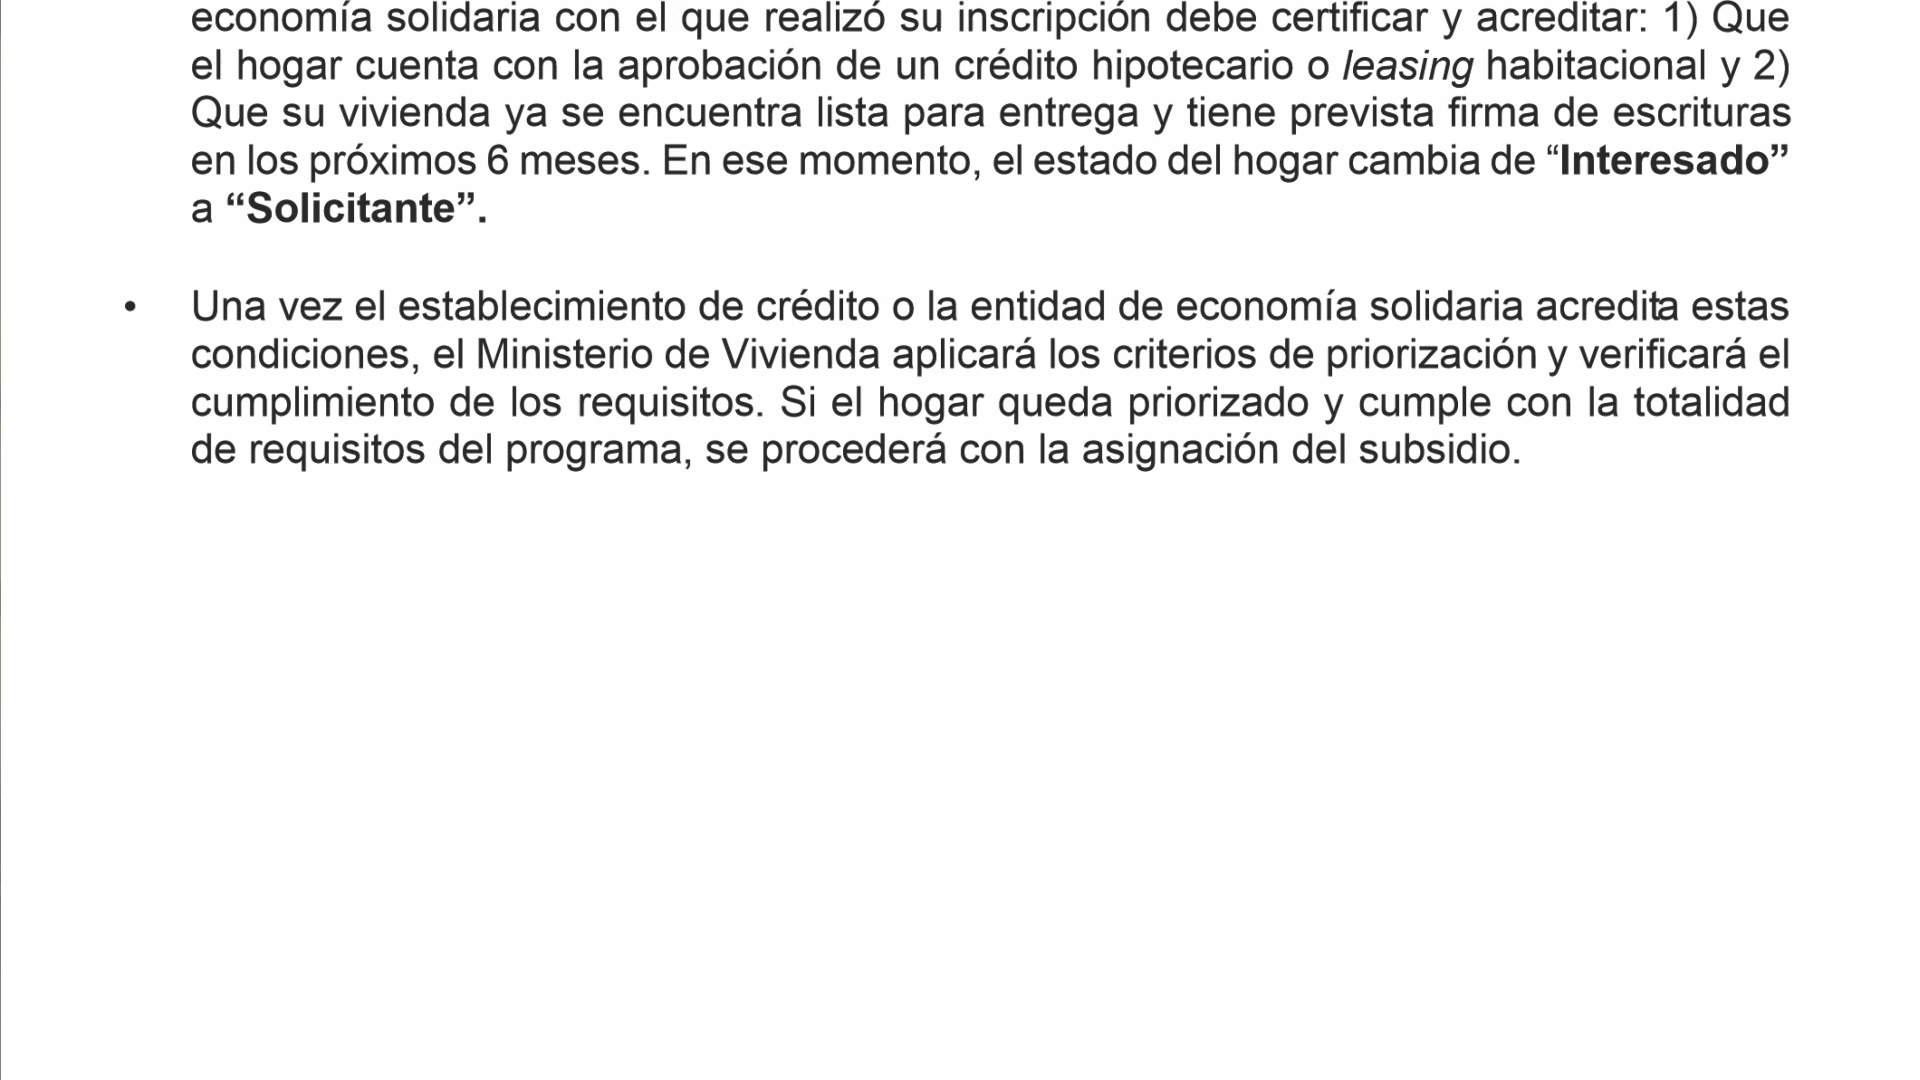 economía solidaria con el que realizó su inscripción debe certificar y acreditar: 1) Que
el hogar cuenta con la aprobación de un crédito hipotecario o leasing habitacional y 2)
Que su vivienda ya se encuentra lista para entrega y tiene prevista firma de escrituras
en los próximos 6 meses. En ese momento, el estado del hogar cambia de “Interesado”
a “Solicitante”.
• Una vez el establecimiento de crédito o la entidad de economía solidaria acredita estas
condiciones, el Ministerio de Vivienda aplicará los criterios de priorización y verificará el
cumplimiento de los requisitos. Si el hogar queda priorizado y cumple con la totalidad
de requisitos del programa, se procederá con la asignación del subsidio.